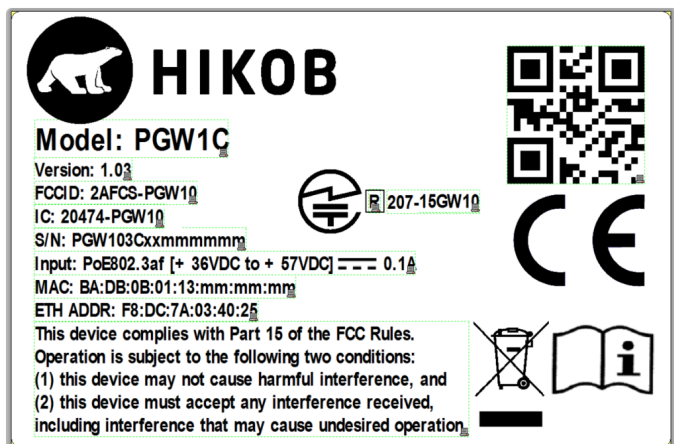 HIKOB
Model: PGW1C
Version: 1.03
FCCID: 2AFCS-PGW10
R 207-15GW10
IC: 20474-PGW10
S/N: PGW103Cxxmmmmmmm
Input: PoE802.3af [+ 36VDC to + 57VDC] 0.1A
MAC: BA:DB:0B:01:13:mm:mm:mm
ETH ADDR: F8:DC:7A:03:40:25
This device complies with Part 15 of the FCC Rules.
Operation is subject to the following two conditions:
(1) this device may not cause harmful interference, and
(2) this device must accept any interference received,
including interference that may cause undesired operation
CE
i